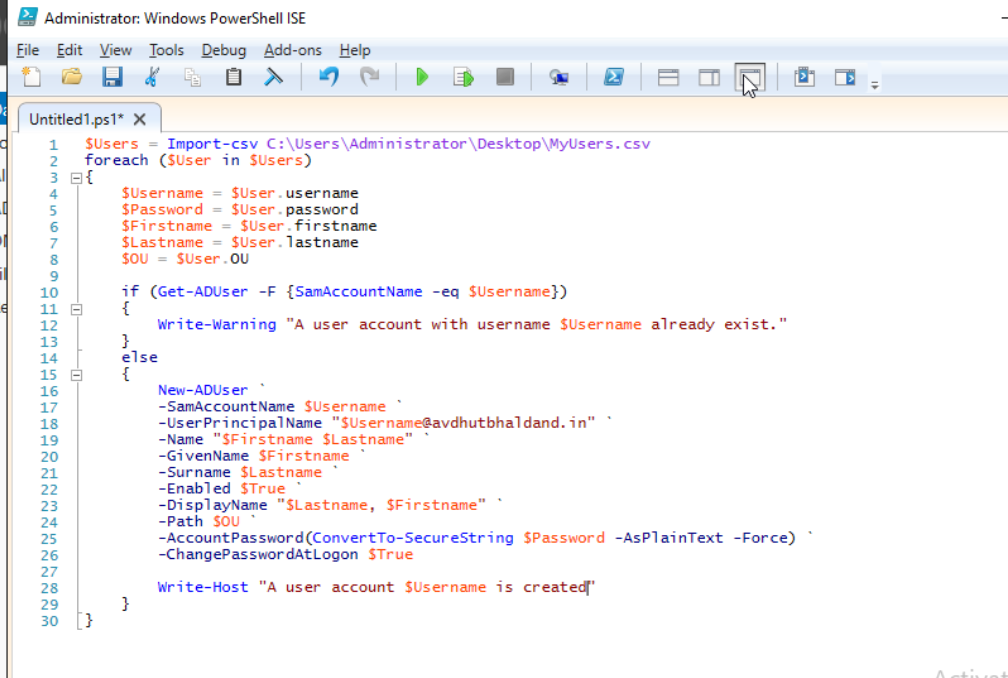 Administrator: Windows PowerShell ISE
File Edit View Tools Debug Add-ons Help
Untitled1.ps1* X
1 $Users = Import-csv C:\Users\Administrator\Desktop\MyUsers.csv
2 foreach ($User in $Users)
3 {
4 $Username = $User.username
5 $Password = $User.password
6 $Firstname = $User.firstname
7 $Lastname = $User.lastname
8 $OU = $User.OU
9
10 if (Get-ADUser -F {SamAccountName -eq $Username})
11 {
12 Write-Warning "A user account with username $Username already exist."
13 }
14 else
15 {
16 New-ADUser `
17 -SamAccountName $Username `
18 -UserPrincipalName "$Username@avdhutbhaldand.in" `
19 -Name "$Firstname $Lastname" `
20 -GivenName $Firstname `
21 -Surname $Lastname `
22 -Enabled $True `
23 -DisplayName "$Lastname, $Firstname" `
24 -Path $OU `
25 -AccountPassword(ConvertTo-SecureString $Password -AsPlainText -Force) `
26 -ChangePasswordAtLogon $True
27
28 Write-Host "A user account $Username is created"
29 }
30 }